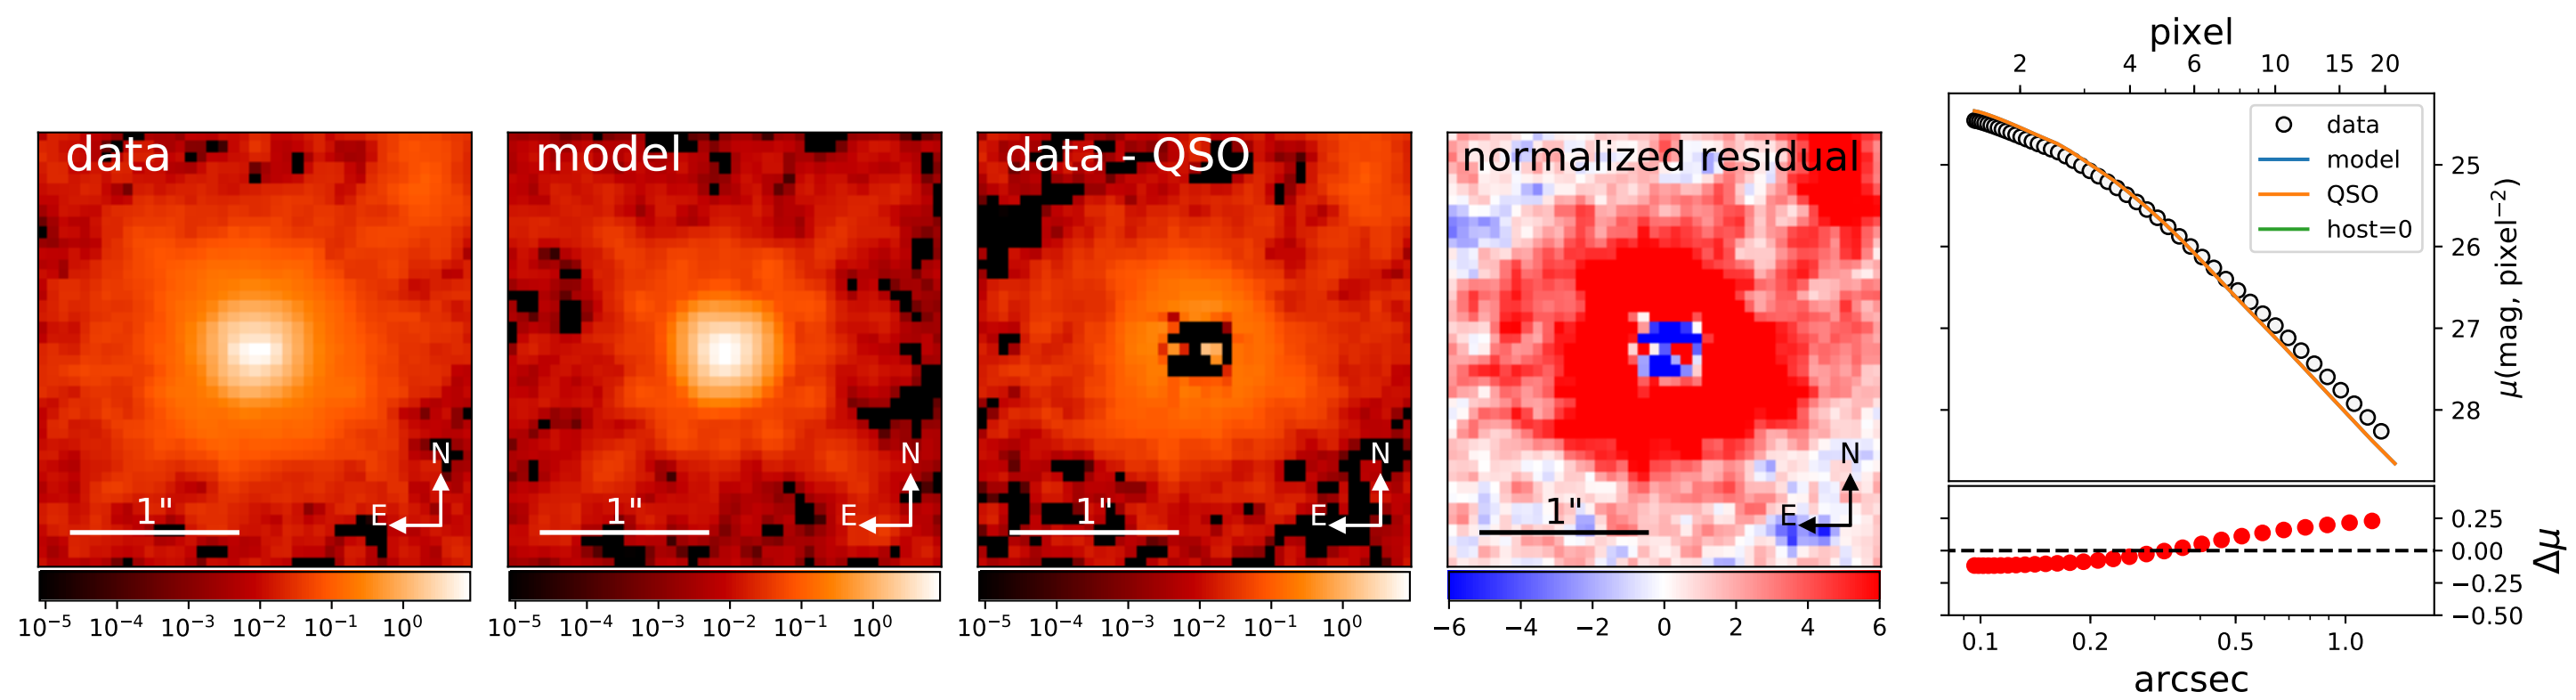 data
N
E
1"
10⁻⁵ 10⁻⁴ 10⁻³ 10⁻² 10⁻¹ 10⁰
model
N
E
1"
10⁻⁵ 10⁻⁴ 10⁻³ 10⁻² 10⁻¹ 10⁰
data - QSO
N
E
1"
10⁻⁵ 10⁻⁴ 10⁻³ 10⁻² 10⁻¹ 10⁰
normalized residual
N
E
1"
−6 −4 −2 0 2 4 6
pixel
2 4 6 10 15 20
data
model
QSO
host=0
25
26
27
28
μ(mag, pixel⁻²)
0.25
0.00
−0.25
−0.50
Δμ
0.1 0.2 0.5 1.0
arcsec